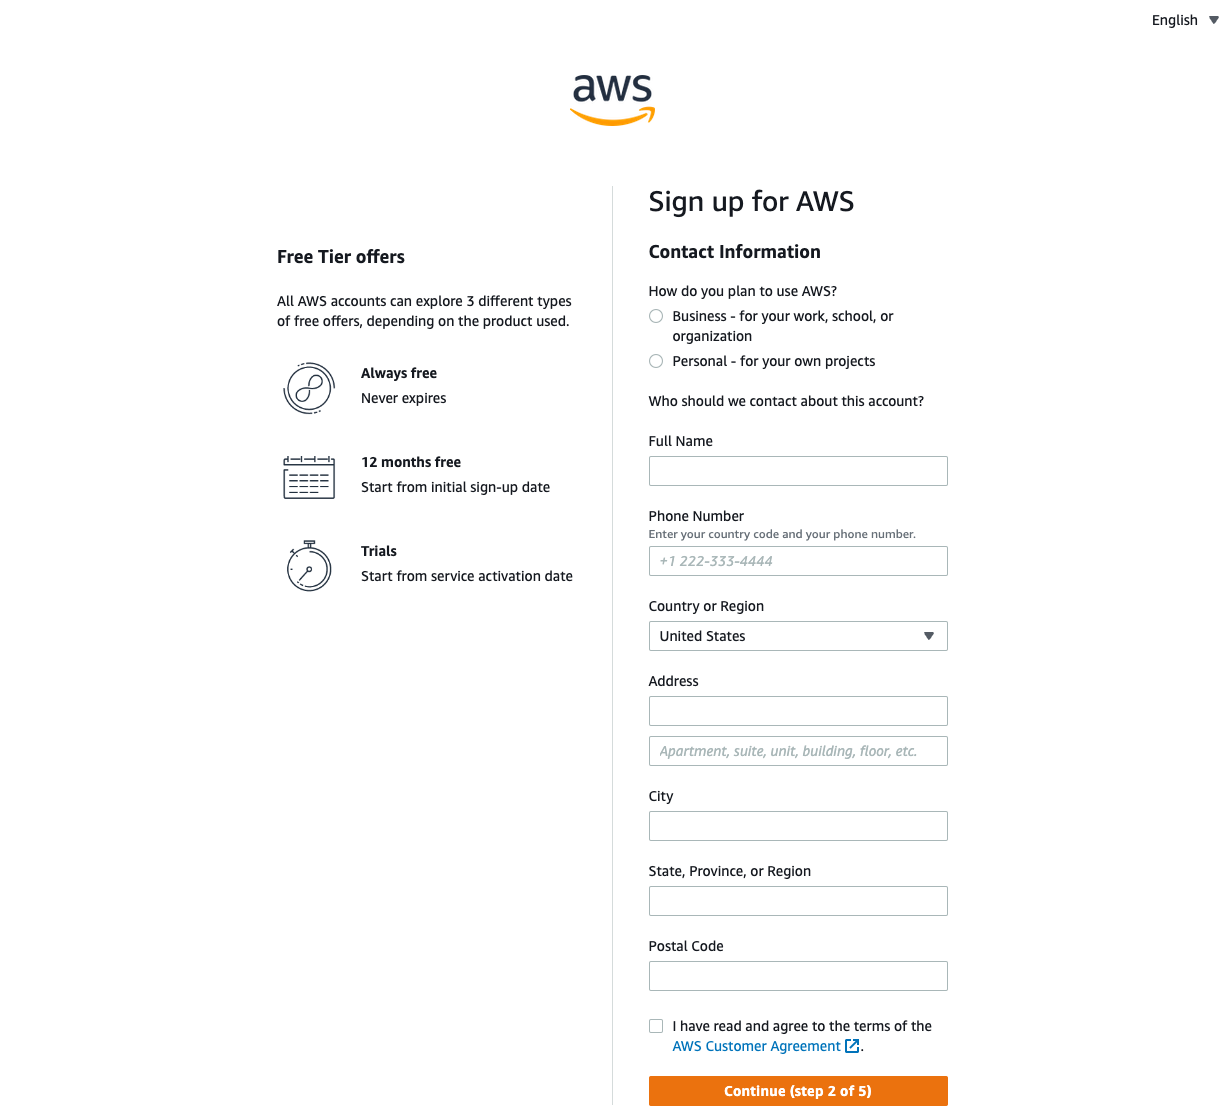 English
aws
Sign up for AWS
Free Tier offers
All AWS accounts can explore 3 different types
of free offers, depending on the product used.
Always free
Never expires
12 months free
Start from initial sign-up date
Trials
Start from service activation date
Contact Information
How do you plan to use AWS?
Business - for your work, school, or
organization
Personal - for your own projects
Who should we contact about this account?
Full Name
Phone Number
Enter your country code and your phone number.
+1 222-333-4444
Country or Region
United States
Address
Apartment, suite, unit, building, floor, etc.
City
State, Province, or Region
Postal Code
I have read and agree to the terms of the
AWS Customer Agreement.
Continue (step 2 of 5)